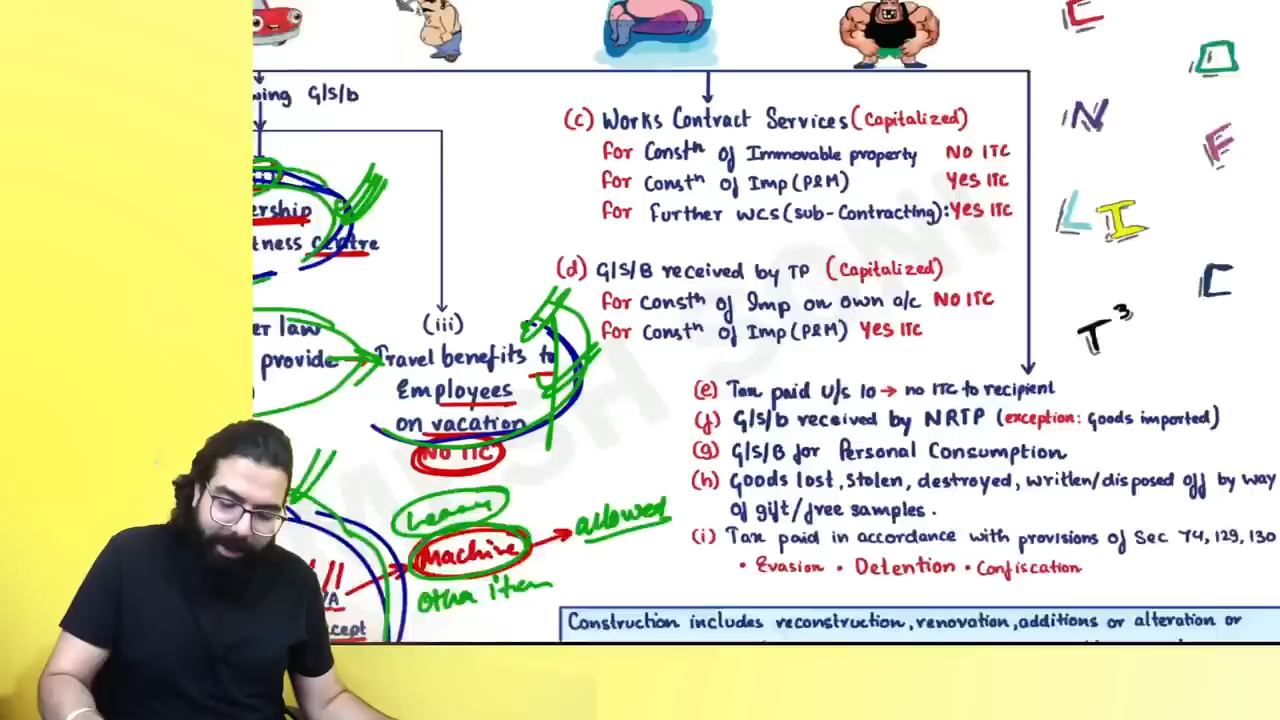 wing G/S/b
ership
tness centre
er law
provide
(iii)
Travel benefits to
Employees
on vacation
NO ITC
Machine
allowed
other item
cept
(c) Works Contract Services (Capitalized)
for Constⁿ of Immovable property NO ITC
for Constⁿ of Imp (P&M) Yes ITC
for further WCS (sub-Contracting): Yes ITC
(d) G/S/B received by TP (Capitalized)
for constⁿ of Imp on own a/c NO ITC
for constⁿ of Imp (P&M) Yes ITC
(e) Tax paid u/s 10 → no ITC to recipient
(f) G/S/b received by NRTP (exception: Goods imported)
(g) G/S/B for Personal Consumption
(h) Goods lost, stolen, destroyed, written/disposed off by way
of gift/free samples.
(i) Tax paid in accordance with provisions of Sec 74, 129, 130
• Evasion • Detention • Confiscation
Construction includes reconstruction, renovation, additions or alteration or
E
N
F
L I
C
T³